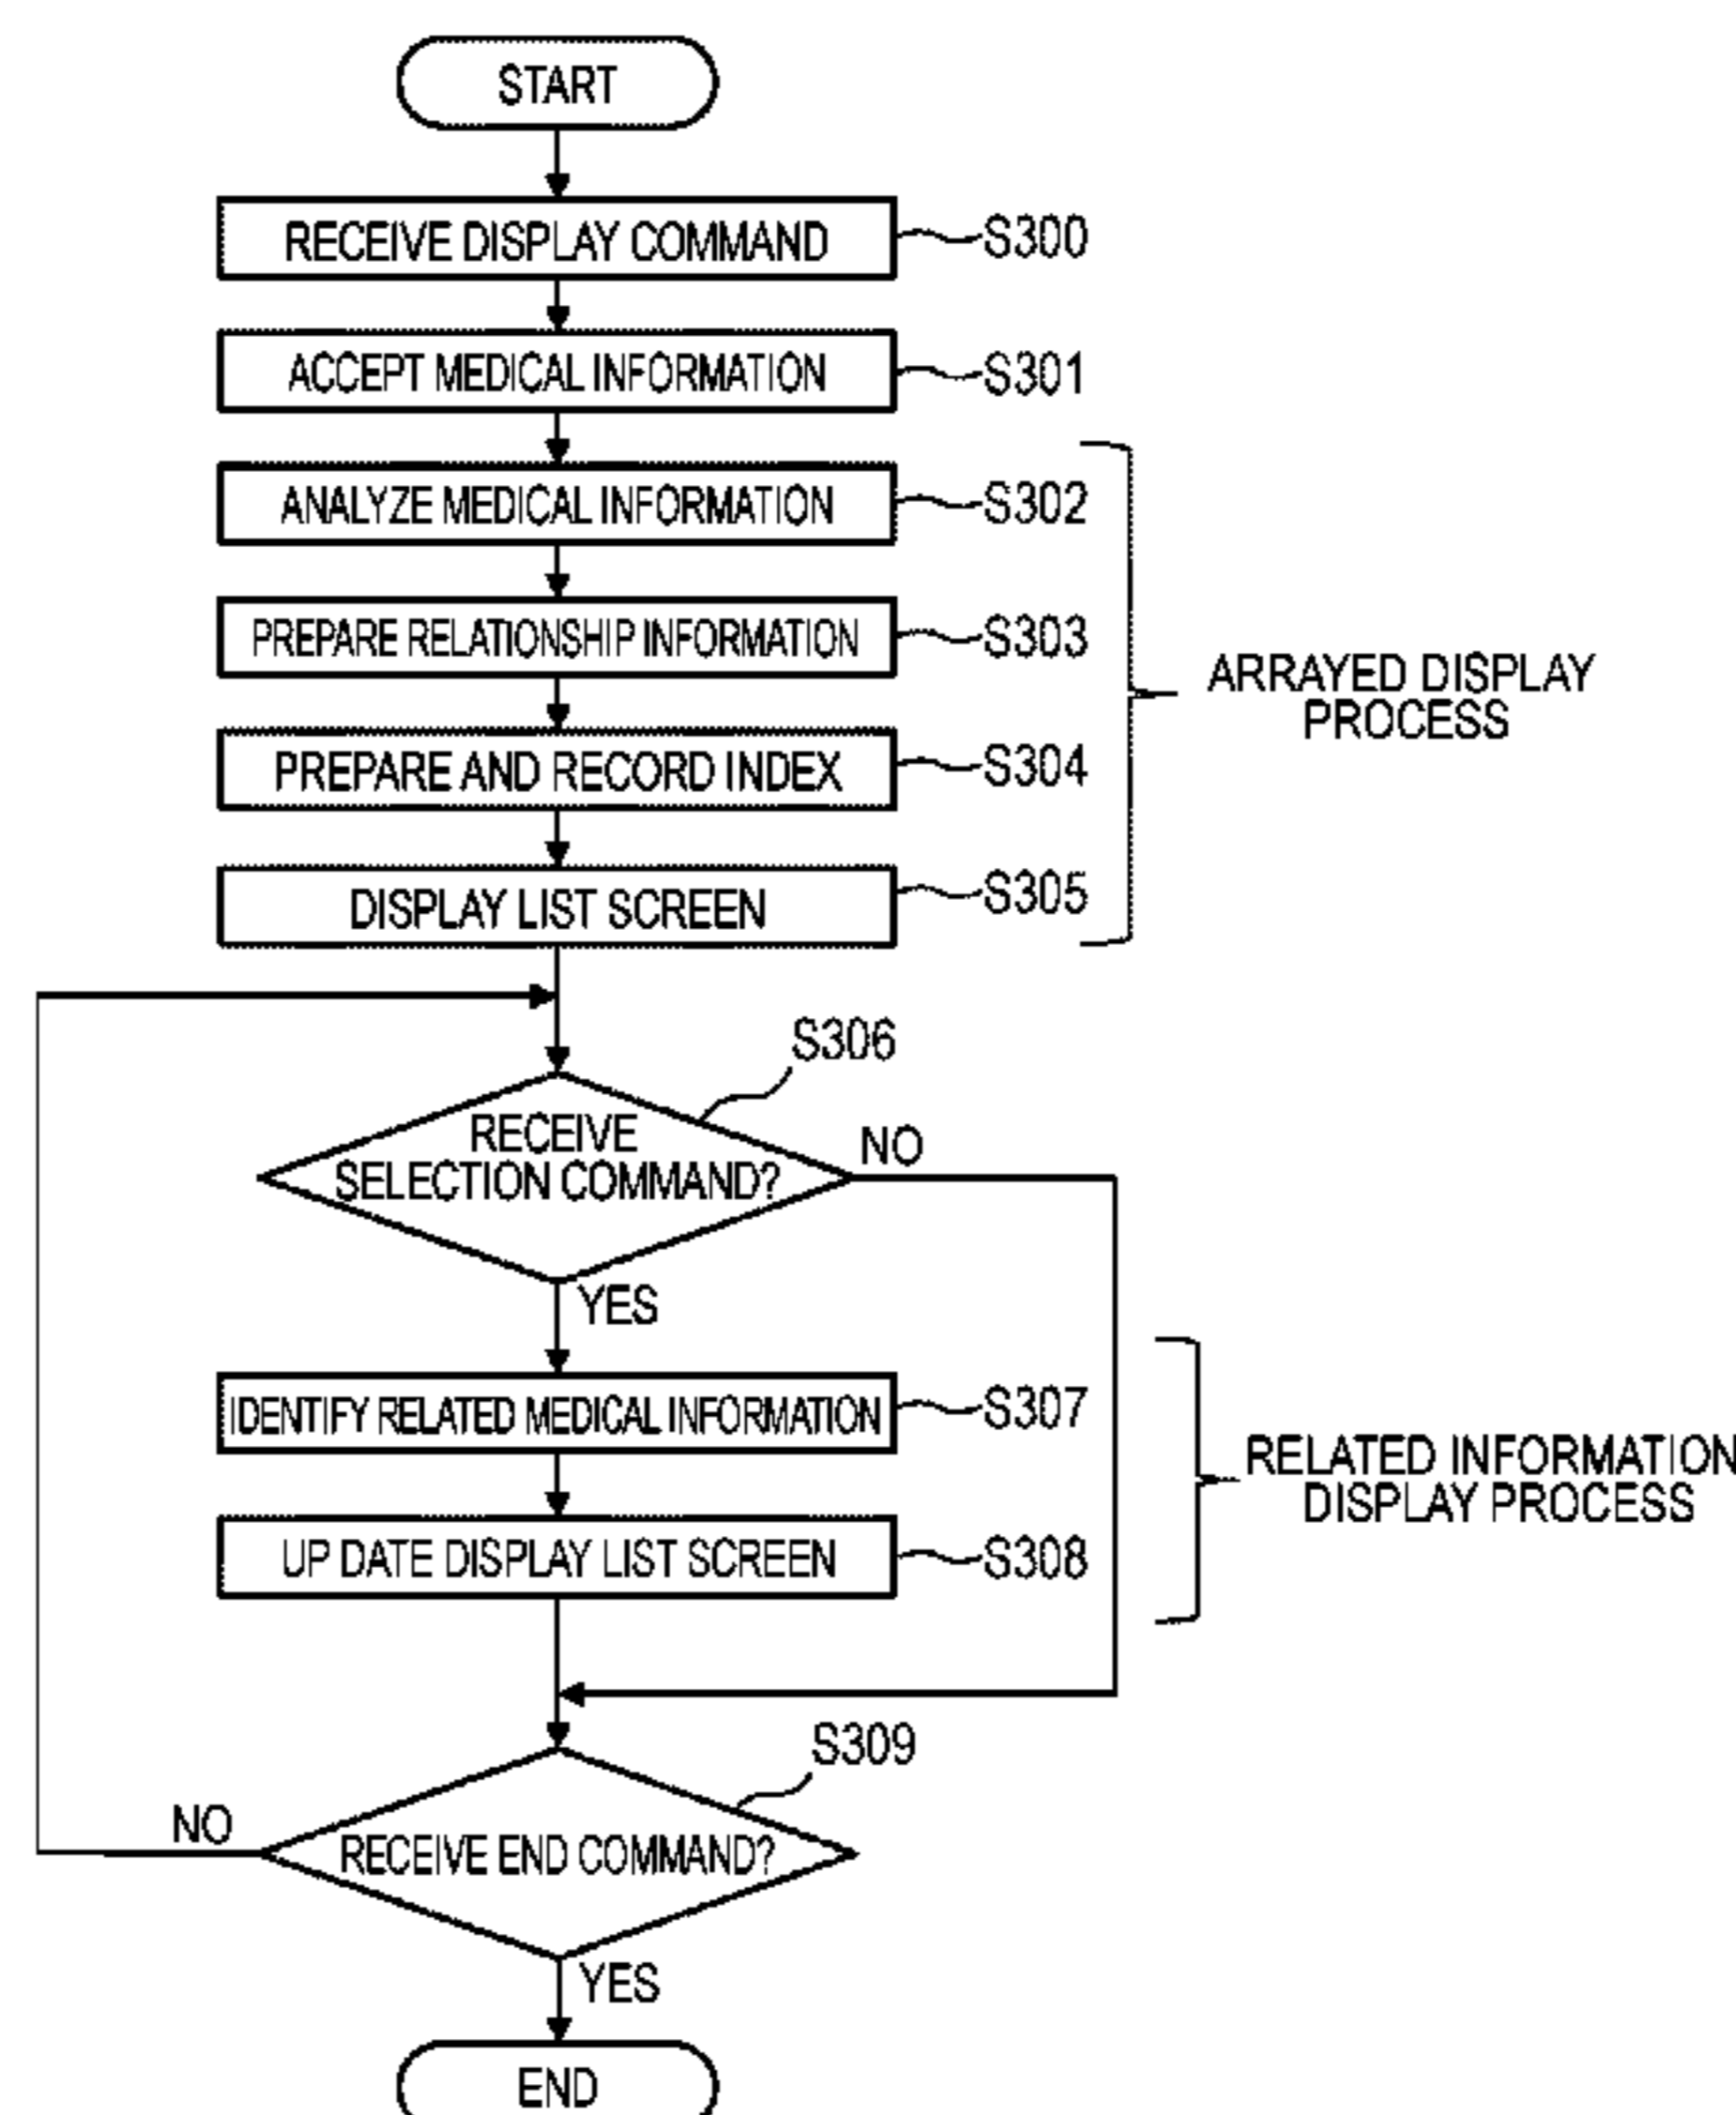 START
RECEIVE DISPLAY COMMAND
S300
ACCEPT MEDICAL INFORMATION
S301
ANALYZE MEDICAL INFORMATION
S302
PREPARE RELATIONSHIP INFORMATION
S303
ARRAYED DISPLAY
PROCESS
PREPARE AND RECORD INDEX
S304
DISPLAY LIST SCREEN
S305
S306
RECEIVE
SELECTION COMMAND?
NO
YES
IDENTIFY RELATED MEDICAL INFORMATION
S307
RELATED INFORMATION
DISPLAY PROCESS
UP DATE DISPLAY LIST SCREEN
S308
S309
NO
RECEIVE END COMMAND?
YES
END